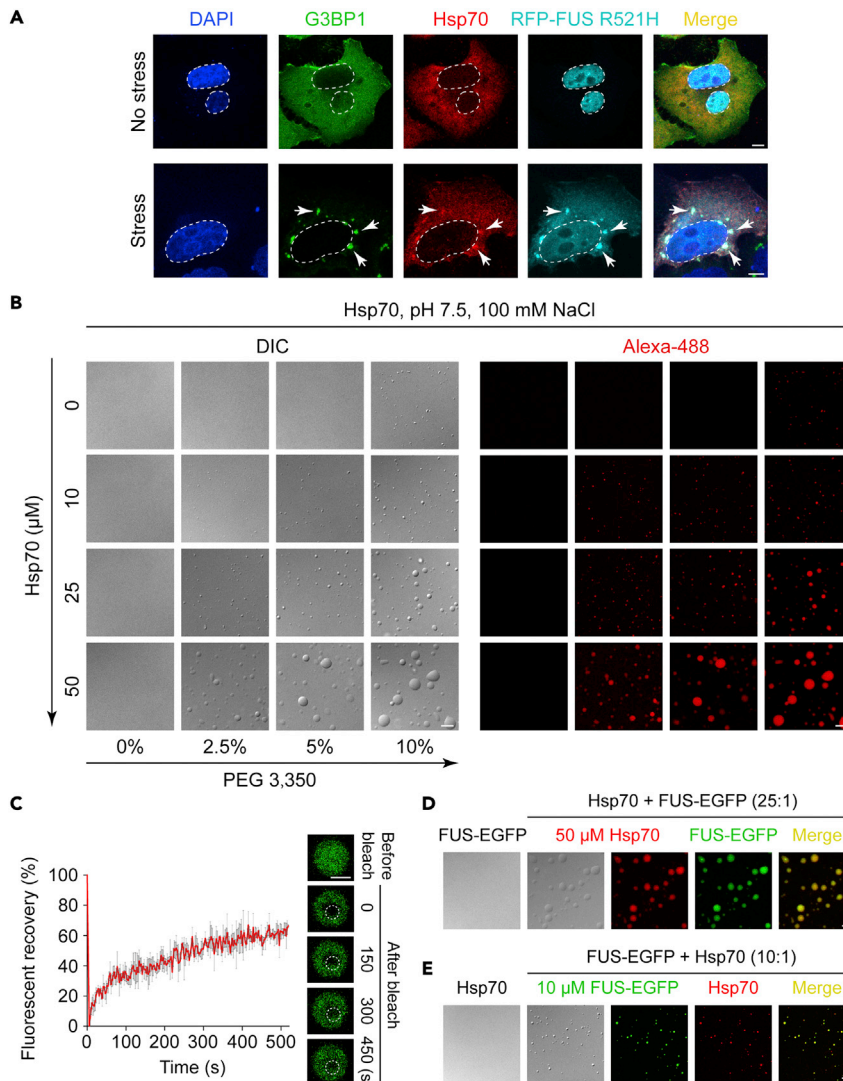 A
DAPI G3BP1 Hsp70 RFP-FUS R521H Merge
No stress
Stress
B
Hsp70, pH 7.5, 100 mM NaCl
DIC Alexa-488
Hsp70 (μM)
0
10
25
50
0% 2.5% 5% 10%
PEG 3,350
C
Fluorescent recovery (%)
100
80
60
40
20
0
0 100 200 300 400 500
Time (s)
Before bleach
After bleach
0
150
300
450 (s)
D
Hsp70 + FUS-EGFP (25:1)
FUS-EGFP 50 μM Hsp70 FUS-EGFP Merge
E
FUS-EGFP + Hsp70 (10:1)
Hsp70 10 μM FUS-EGFP Hsp70 Merge